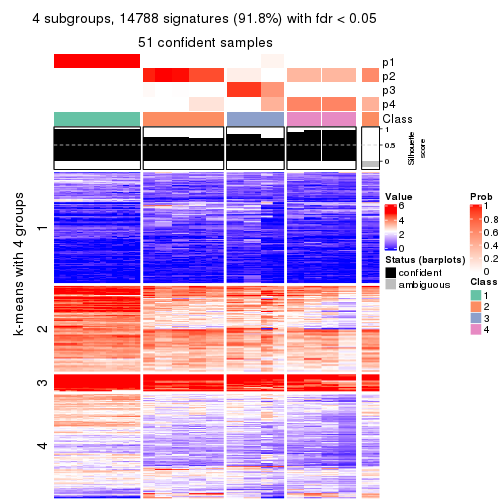 4 subgroups, 14788 signatures (91.8%) with fdr < 0.05
51 confident samples
p1
p2
p3
p4
Class
1
0.5
0
Silhouette
score
k-means with 4 groups
1
2
3
4
Value
6
4
2
0
Status (barplots)
confident
ambiguous
Prob
1
0.8
0.6
0.4
0.2
0
Class
1
2
3
4